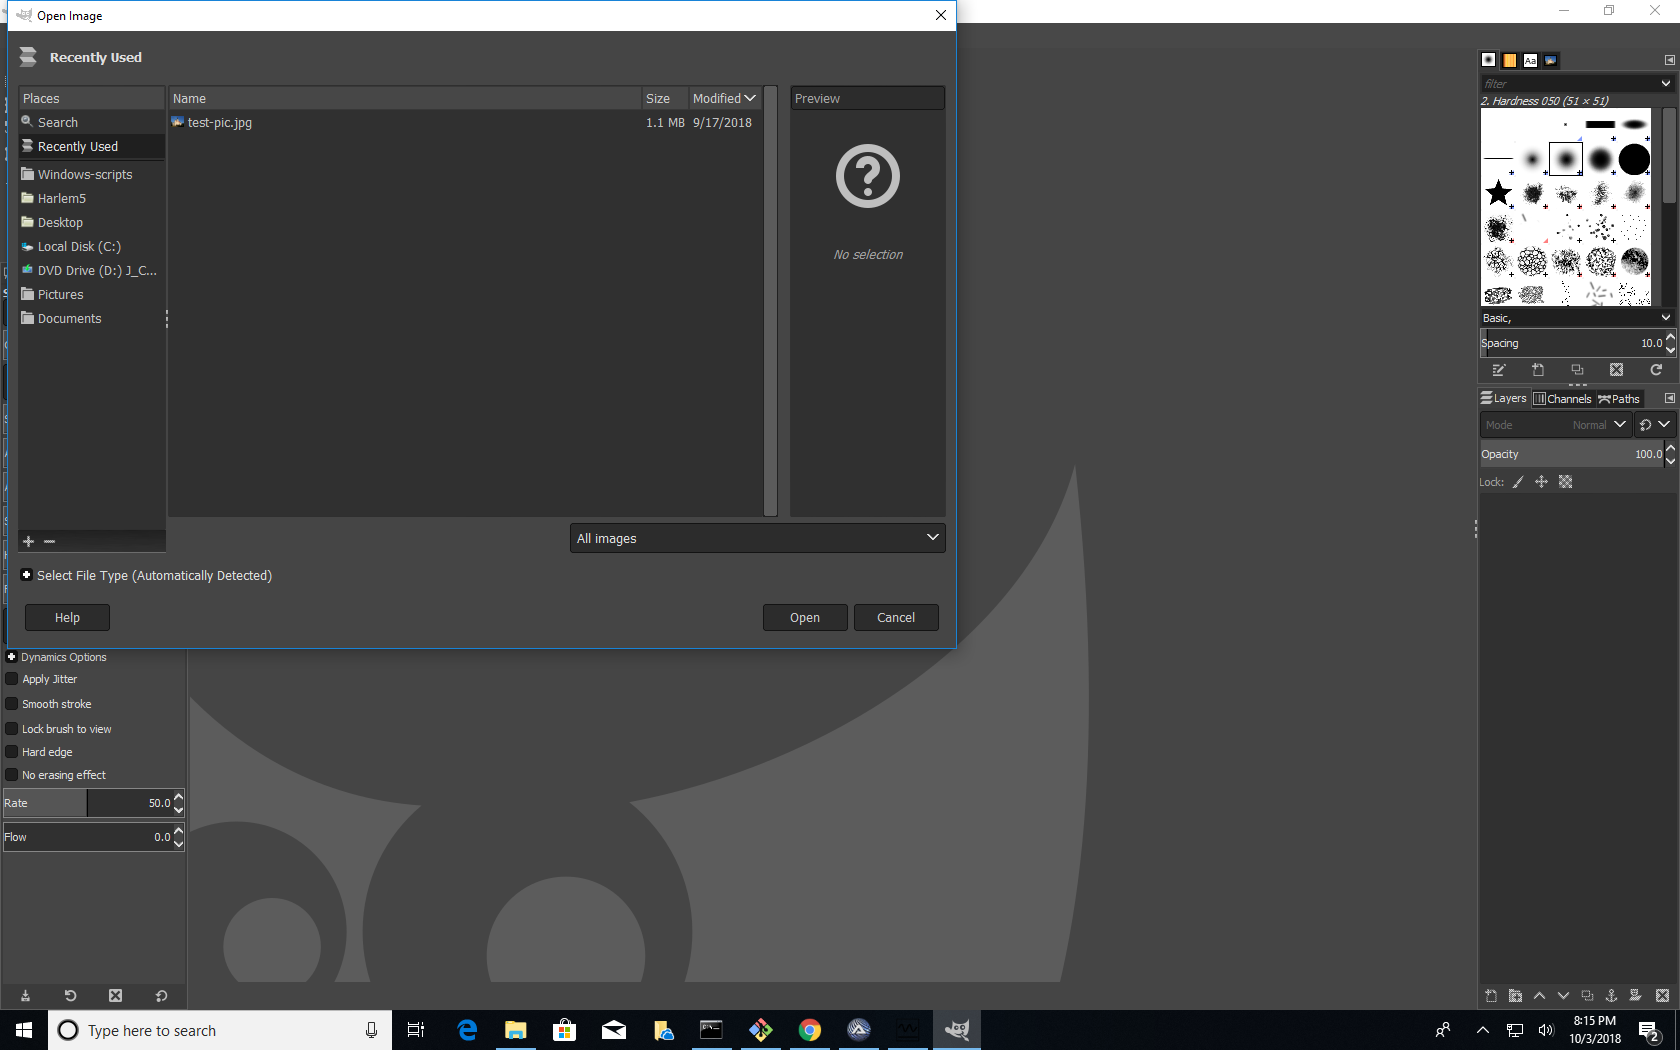 Open Image
Recently Used
Places
Search
Recently Used
Windows-scripts
Harlem5
Desktop
Local Disk (C:)
DVD Drive (D:) J_C...
Pictures
Documents
Name Size Modified
test-pic.jpg 1.1 MB 9/17/2018
Preview
No selection
All images
Select File Type (Automatically Detected)
Help Open Cancel
Dynamics Options
Apply Jitter
Smooth stroke
Lock brush to view
Hard edge
No erasing effect
Rate 50.0
Flow 0.0
Aa
filter
2. Hardness 050 (51 × 51)
Basic,
Spacing 10.0
Layers Channels Paths
Mode Normal
Opacity 100.0
Lock:
Type here to search
8:15 PM
10/3/2018
2